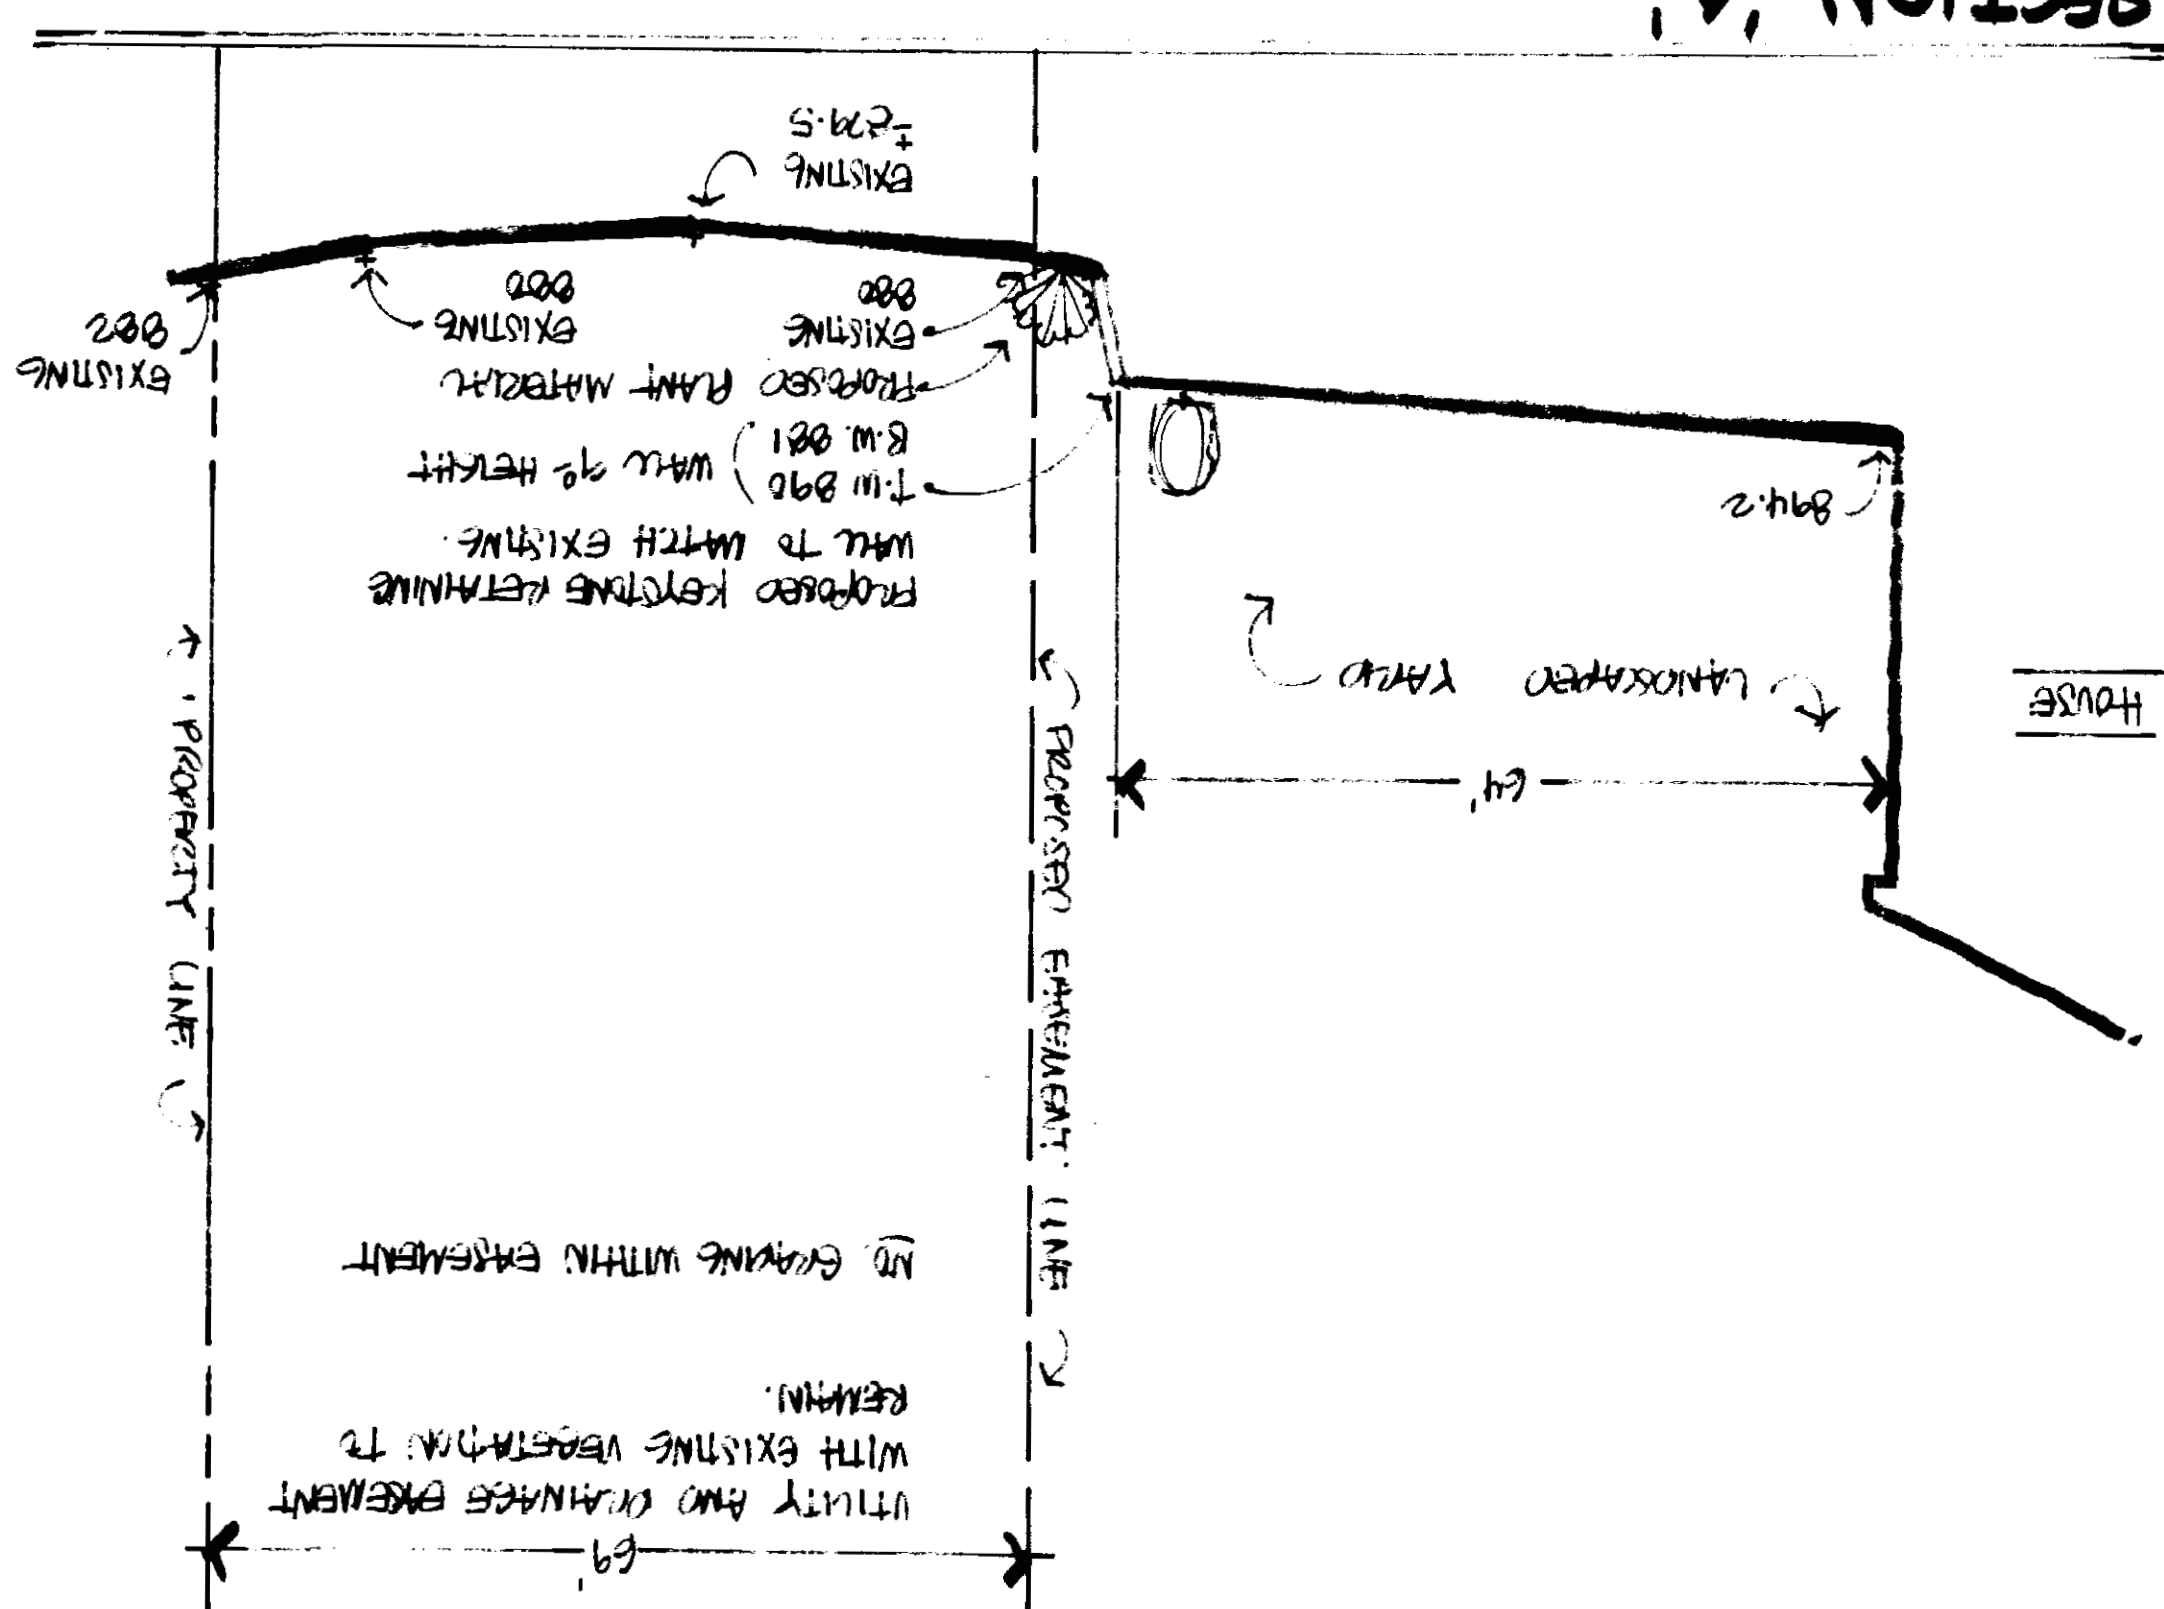 69'
UTILITY AND DRAINAGE EASEMENT
WITH EXISTING VEGETATION TO
REMAIN.
NO GRADING WITHIN EASEMENT
PROPOSED EASEMENT LINE
PROPERTY LINE
64'
HOUSE
LANDSCAPED YARD
PROPOSED KEYSTONE RETAINING
WALL TO MATCH EXISTING.
T.W. 890
B.W. 881
WALL 9° HEIGHT
894.2
PROPOSED PLANT MATERIAL
EXISTING
880
EXISTING
880
EXISTING
882
EXISTING
±879.5
SECTION 'A'